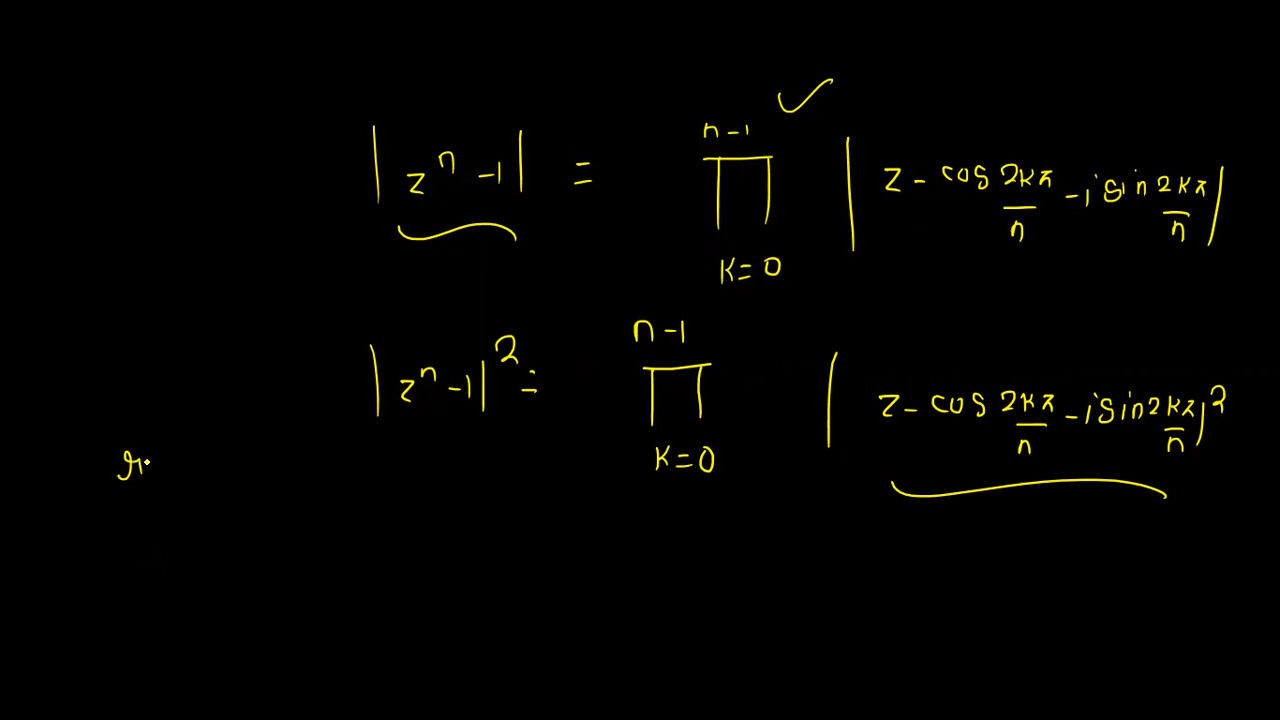 |z^n - 1| = ∏_{k=0}^{n-1} |z - cos 2kπ/n - i sin 2kπ/n|
|z^n - 1|^2 = ∏_{k=0}^{n-1} |z - cos 2kπ/n - i sin 2kπ/n|^2